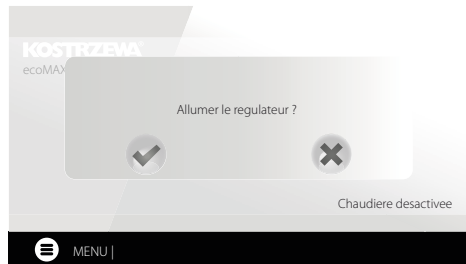 KOSTRZEWA
ecoMAX
Allumer le regulateur ?
Chaudiere desactivee
MENU |